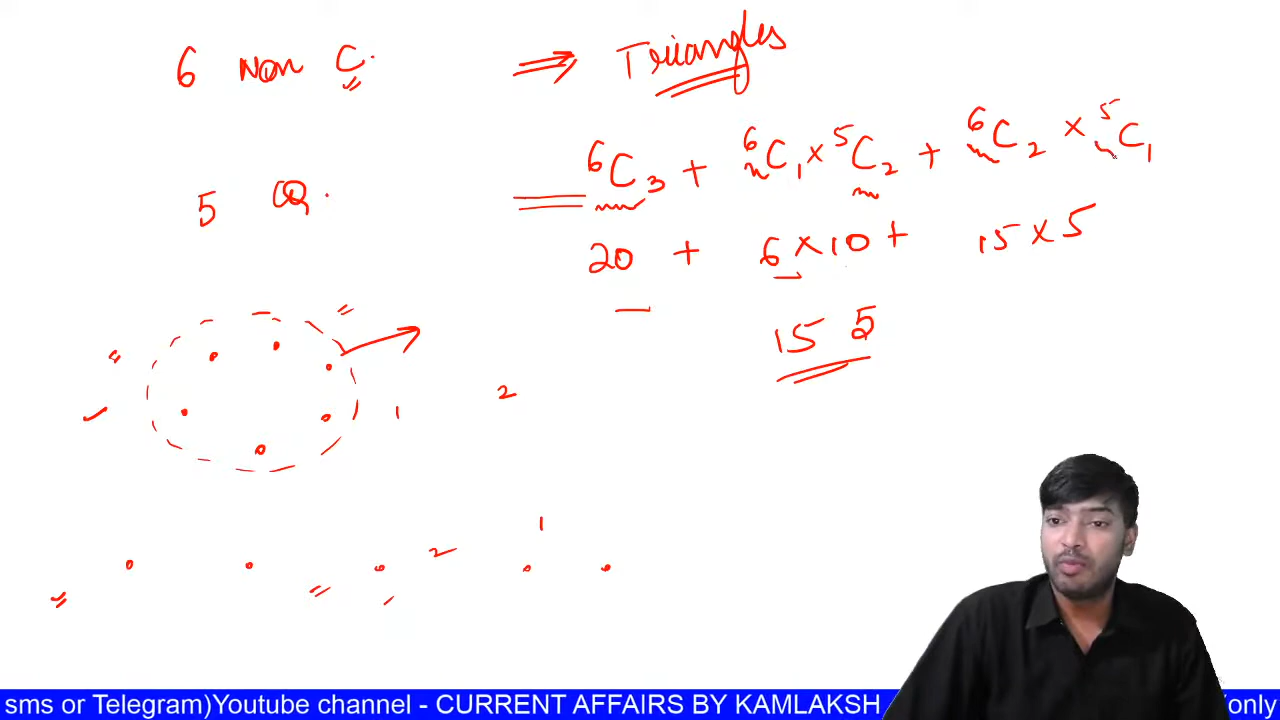 6 Non C. ⇒ Triangles
⁶C₃ + ⁶C₁ × ⁵C₂ + ⁶C₂ × ⁵C₁
5
20 + 6 × 10 + 15 × 5
155
1 2
2 1
sms or Telegram)Youtube channel - CURRENT AFFAIRS BY KAMLAKSH only